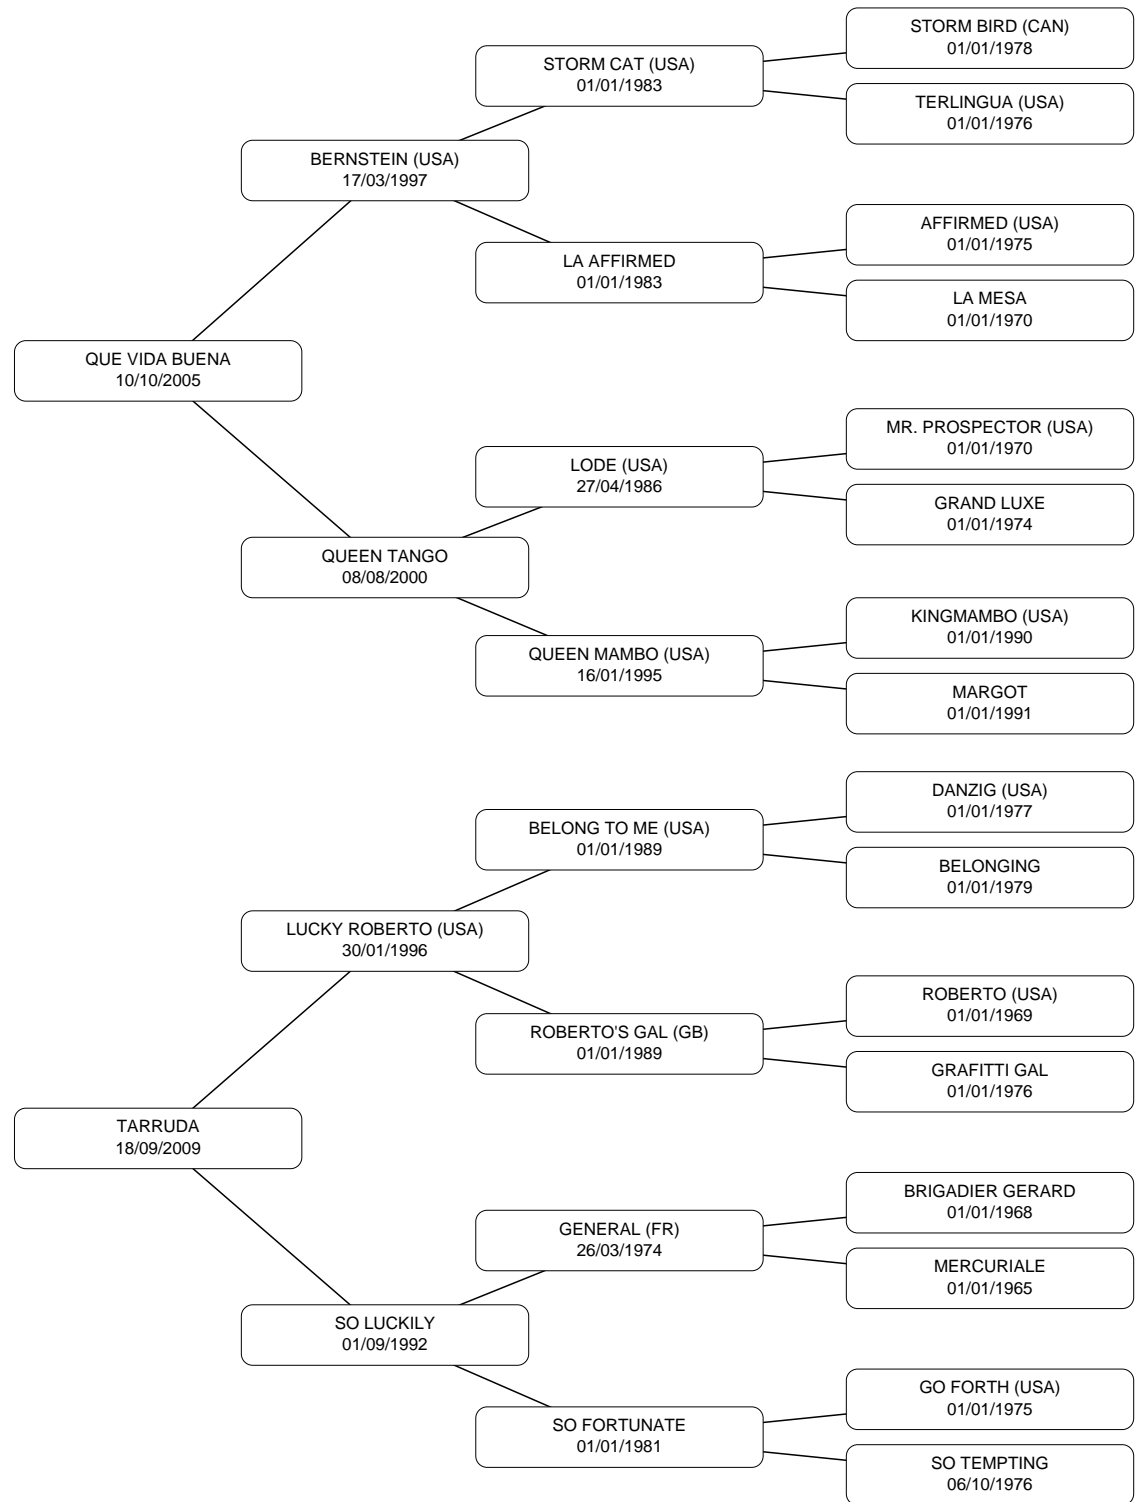 STORM BIRD (CAN)
01/01/1978
STORM CAT (USA)
01/01/1983
TERLINGUA (USA)
01/01/1976
BERNSTEIN (USA)
17/03/1997
AFFIRMED (USA)
01/01/1975
LA AFFIRMED
01/01/1983
LA MESA
01/01/1970
QUE VIDA BUENA
10/10/2005
MR. PROSPECTOR (USA)
01/01/1970
LODE (USA)
27/04/1986
GRAND LUXE
01/01/1974
QUEEN TANGO
08/08/2000
KINGMAMBO (USA)
01/01/1990
QUEEN MAMBO (USA)
16/01/1995
MARGOT
01/01/1991
DANZIG (USA)
01/01/1977
BELONG TO ME (USA)
01/01/1989
BELONGING
01/01/1979
LUCKY ROBERTO (USA)
30/01/1996
ROBERTO (USA)
01/01/1969
ROBERTO'S GAL (GB)
01/01/1989
GRAFITTI GAL
01/01/1976
TARRUDA
18/09/2009
BRIGADIER GERARD
01/01/1968
GENERAL (FR)
26/03/1974
MERCURIALE
01/01/1965
SO LUCKILY
01/09/1992
GO FORTH (USA)
01/01/1975
SO FORTUNATE
01/01/1981
SO TEMPTING
06/10/1976